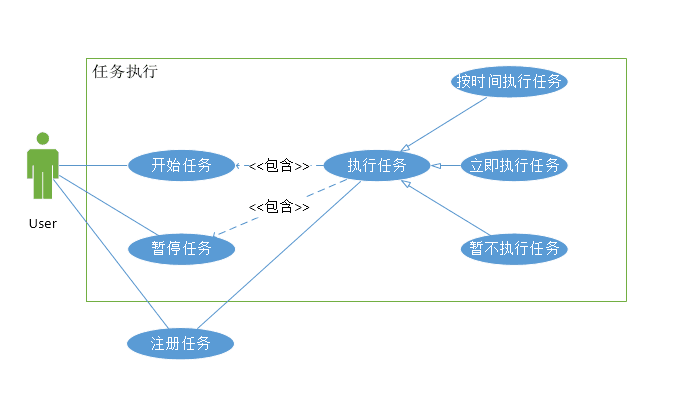 任务执行
按时间执行任务
开始任务
<<包含>>
执行任务
立即执行任务
User
<<包含>>
暂停任务
暂不执行任务
注册任务